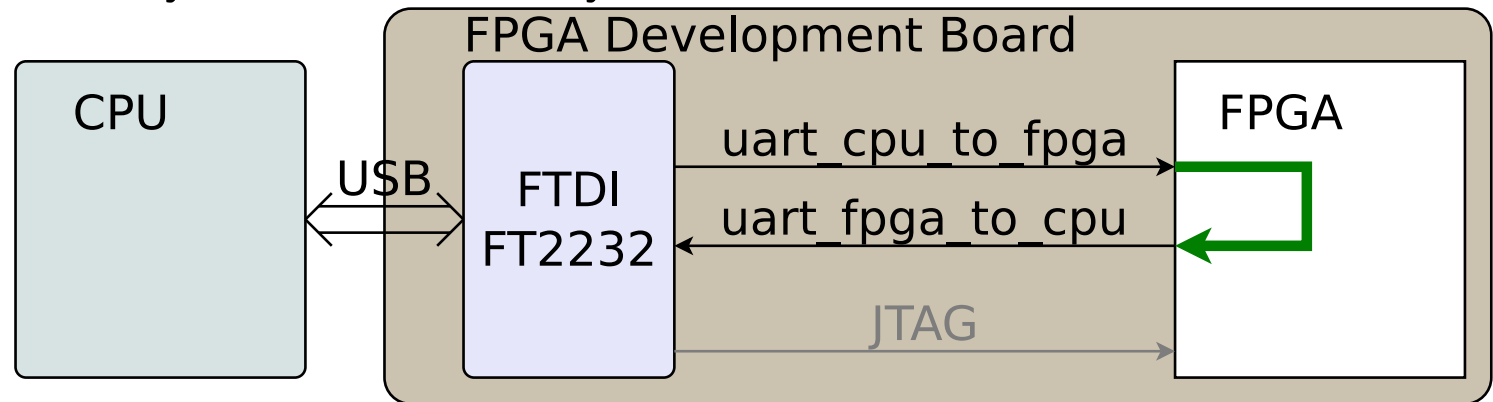 FPGA Development Board
CPU
USB
FTDI
FT2232
uart_cpu_to_fpga
uart_fpga_to_cpu
JTAG
FPGA